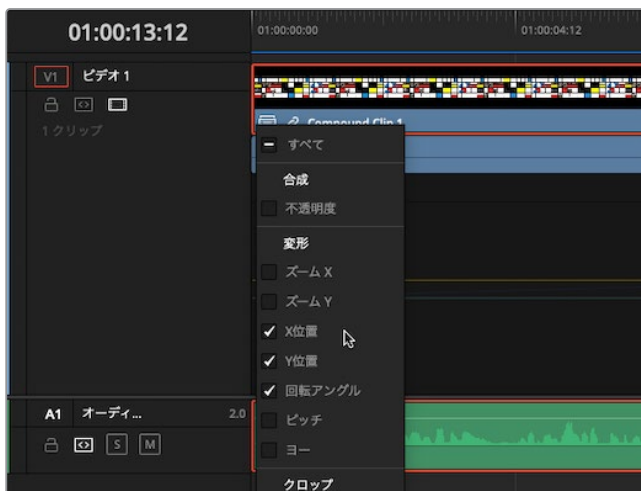 01:00:13:12
01:00:00:00
01:00:04:12
V1 ビデオ 1
1 クリップ
Compound Clip 1
すべて
合成
不透明度
変形
ズーム X
ズーム Y
X位置
Y位置
回転アングル
ピッチ
ヨー
クロップ
A1 オーディ... 2.0
S M